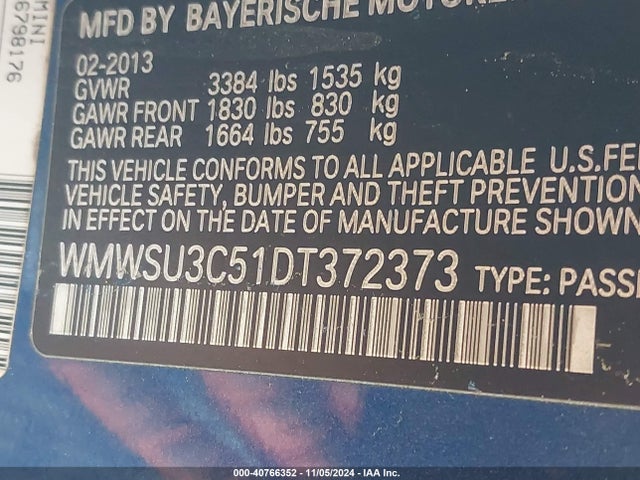 MINI
6798176
MFD BY BAYERISCHE
02-2013
GVWR 3384 lbs 1535 kg
GAWR FRONT 1830 lbs 830 kg
GAWR REAR 1664 lbs 755 kg
THIS VEHICLE CONFORMS TO ALL APPLICABLE U.S.FE
VEHICLE SAFETY, BUMPER AND THEFT PREVENTION
IN EFFECT ON THE DATE OF MANUFACTURE SHOWN
WMWSU3C51DT372373 TYPE: PASS
000-40766352 - 11/05/2024 - IAA Inc.